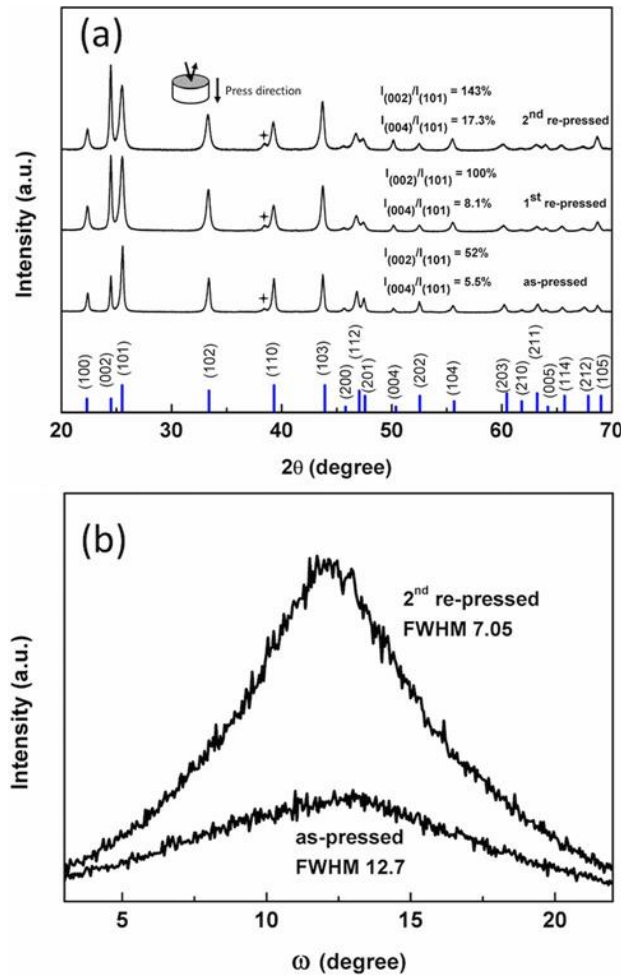 (a)
Press direction
I(002)/I(101) = 143%
I(004)/I(101) = 17.3%
2nd re-pressed
I(002)/I(101) = 100%
I(004)/I(101) = 8.1%
1st re-pressed
I(002)/I(101) = 52%
I(004)/I(101) = 5.5%
as-pressed
Intensity (a.u.)
(100)
(002)
(101)
(102)
(110)
(103)
(200)
(112)
(201)
(004)
(202)
(104)
(203)
(210)
(211)
(005)
(114)
(212)
(105)
20 30 40 50 60 70
2θ (degree)
(b)
2nd re-pressed
FWHM 7.05
as-pressed
FWHM 12.7
Intensity (a.u.)
5 10 15 20
ω (degree)